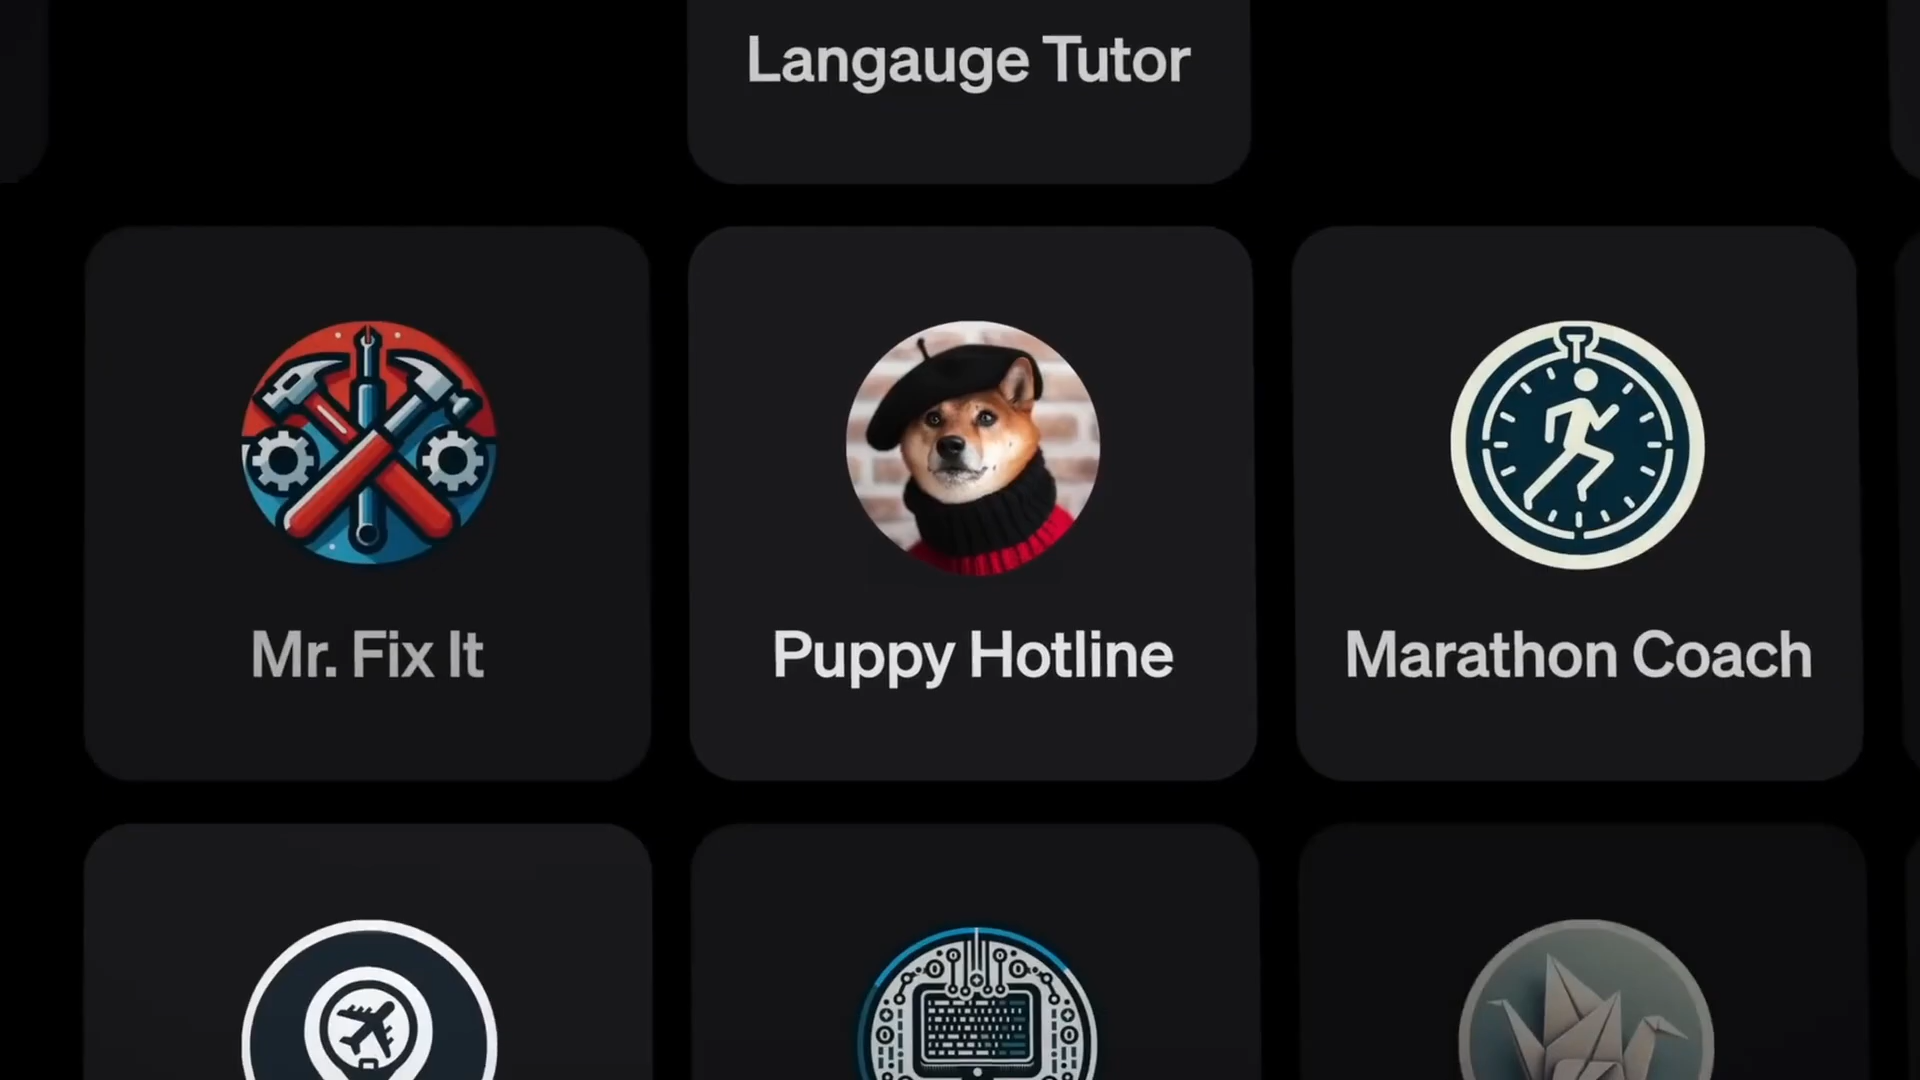 Langauge Tutor
Mr. Fix It
Puppy Hotline
Marathon Coach